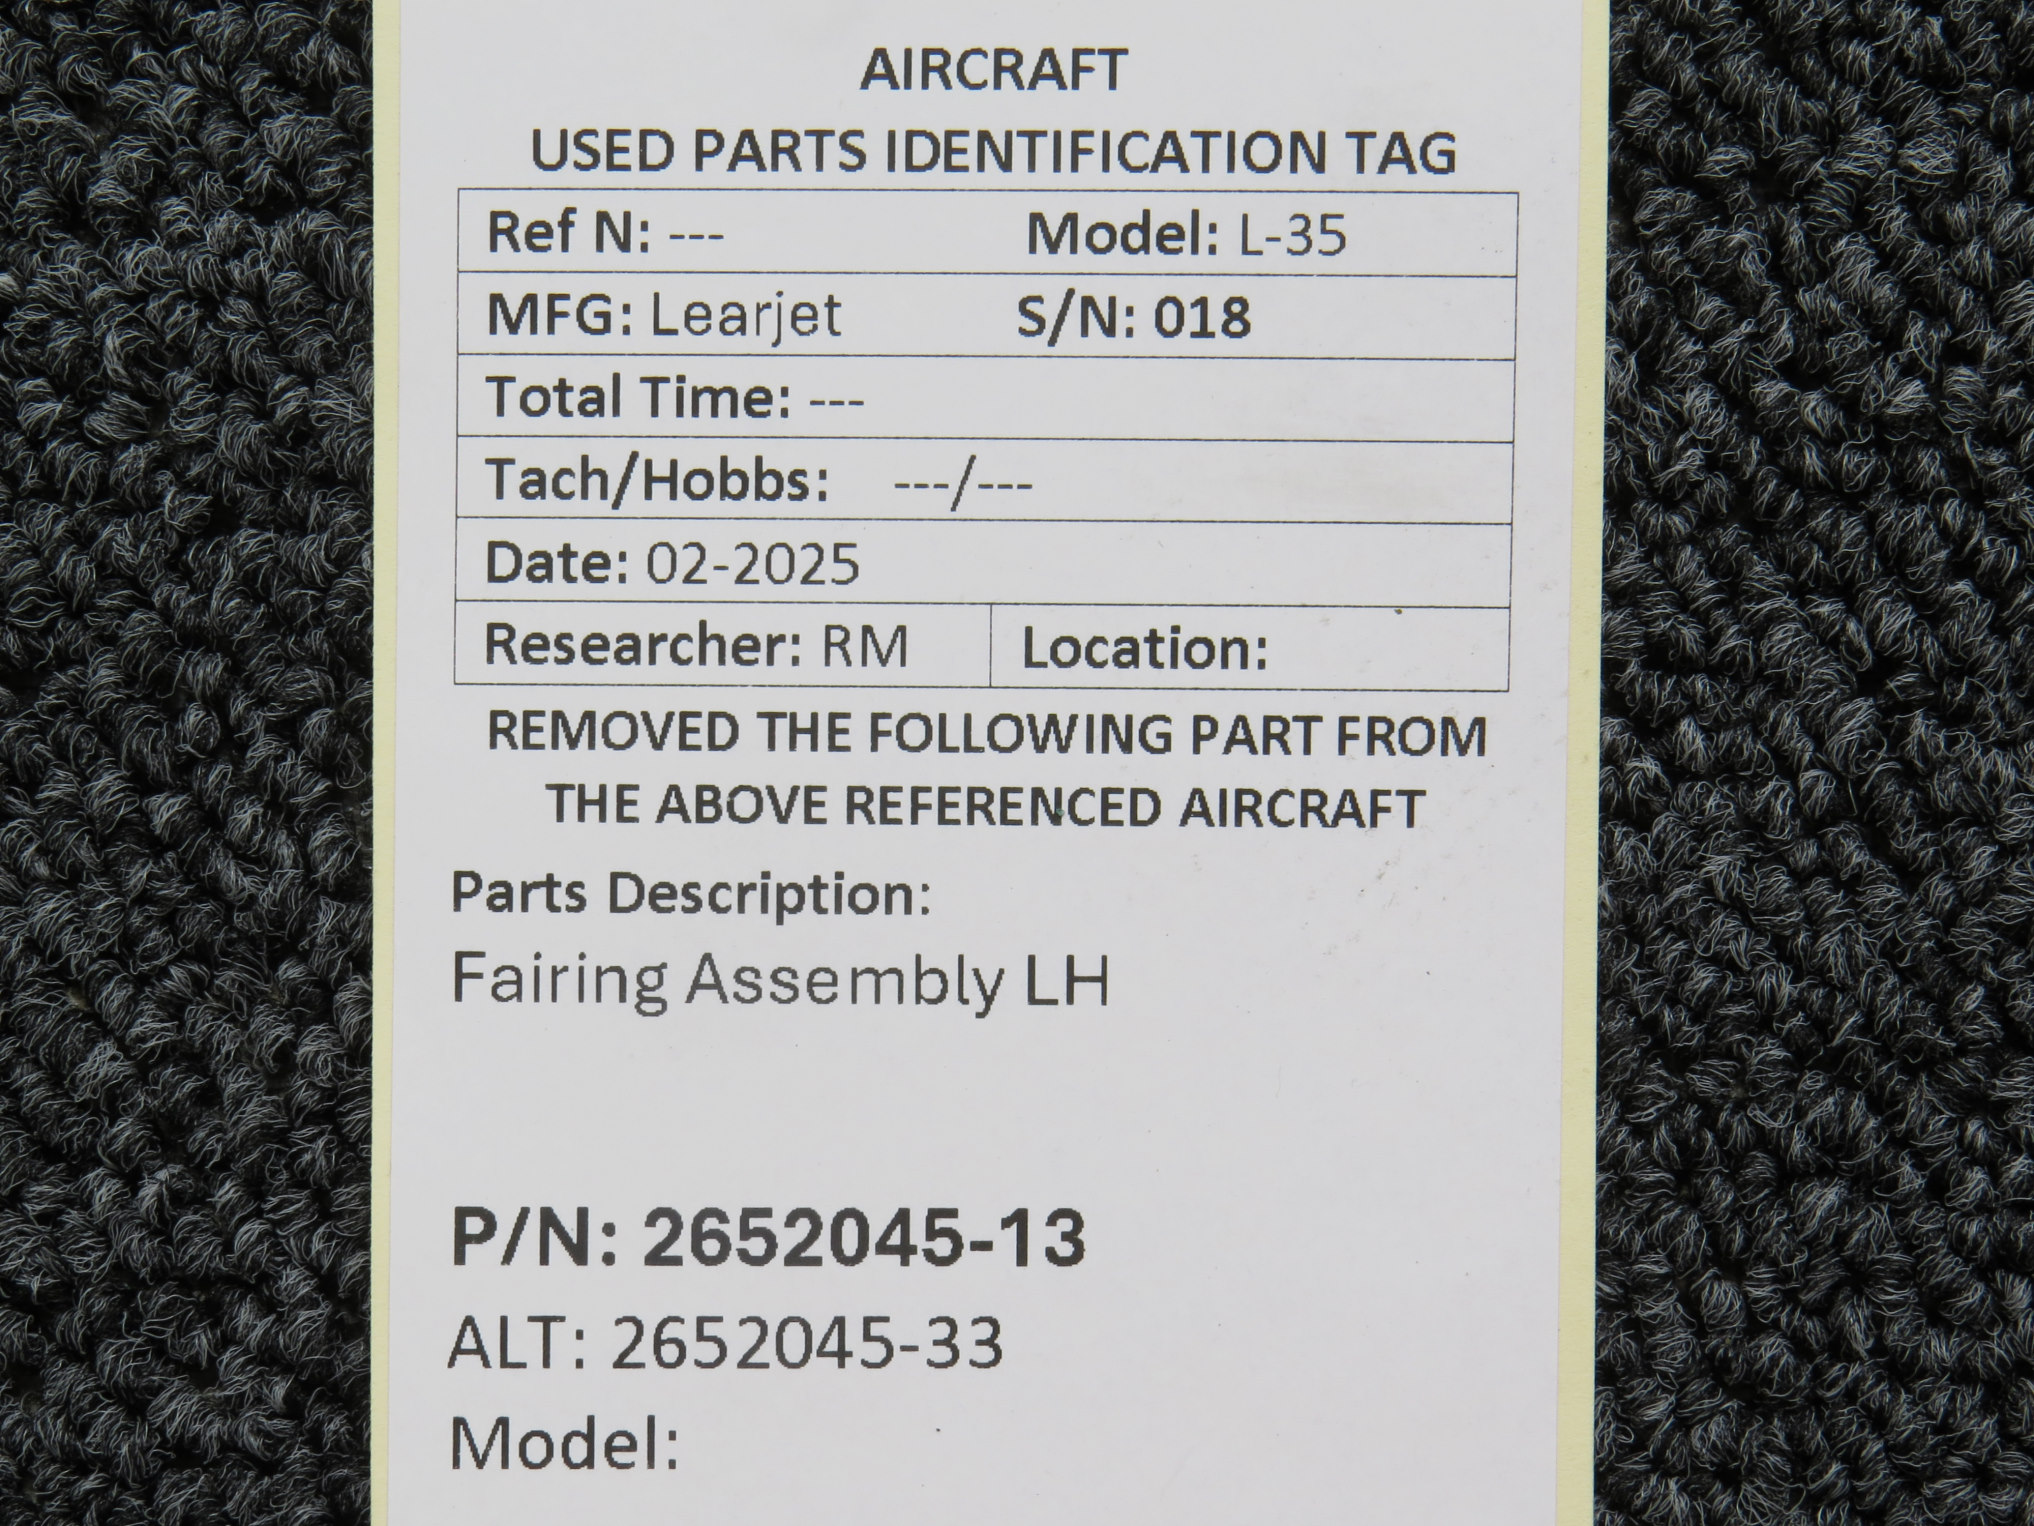 AIRCRAFT
USED PARTS IDENTIFICATION TAG
Ref N: --- Model: L-35
MFG: Learjet S/N: 018
Total Time: ---
Tach/Hobbs: ---/---
Date: 02-2025
Researcher: RM Location:
REMOVED THE FOLLOWING PART FROM
THE ABOVE REFERENCED AIRCRAFT
Parts Description:
Fairing Assembly LH
P/N: 2652045-13
ALT: 2652045-33
Model: